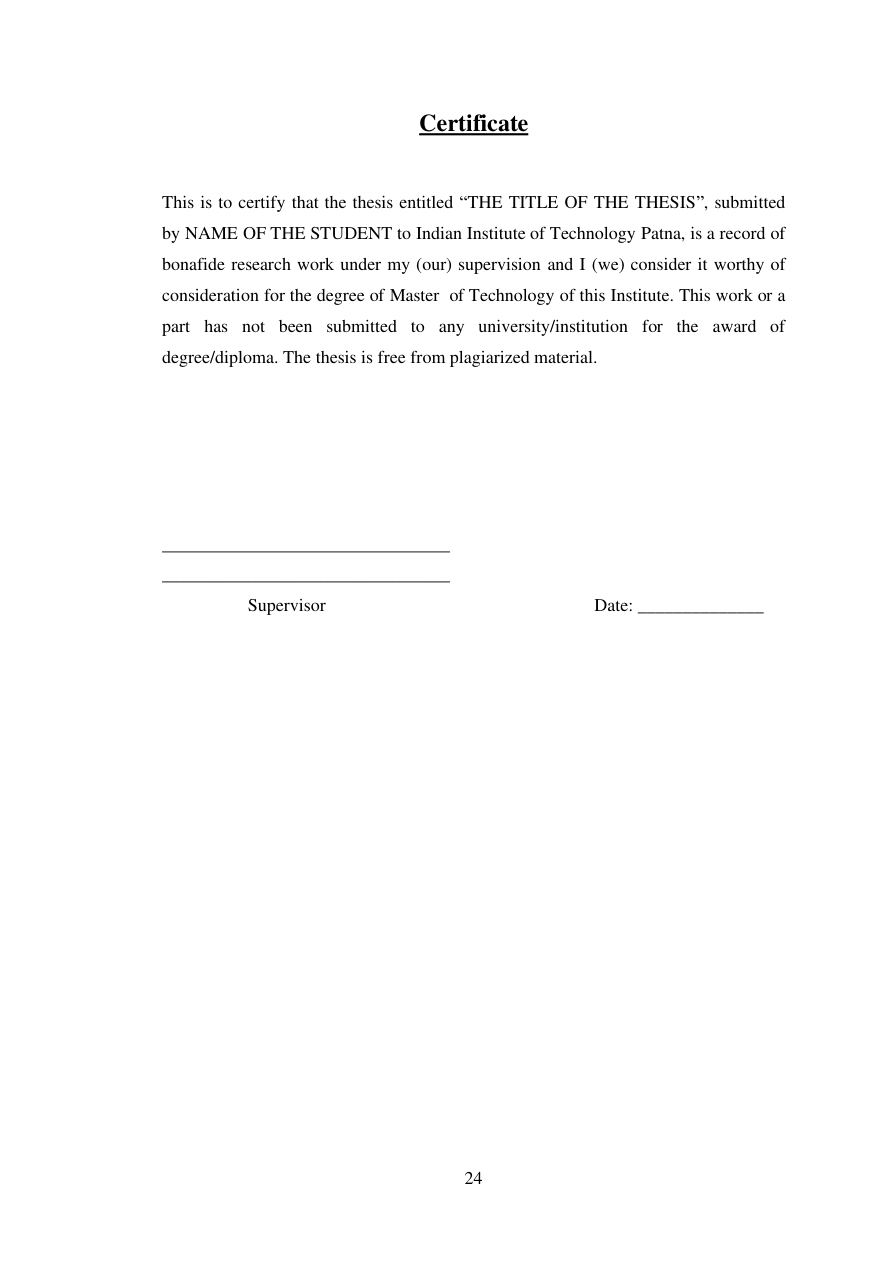 Certificate
This is to certify that the thesis entitled “THE TITLE OF THE THESIS”, submitted
by NAME OF THE STUDENT to Indian Institute of Technology Patna, is a record of
bonafide research work under my (our) supervision and I (we) consider it worthy of
consideration for the degree of Master  of Technology of this Institute. This work or a
part has not been submitted to any university/institution for the award of
degree/diploma. The thesis is free from plagiarized material.
________________________________
________________________________
Supervisor Date: ______________
24